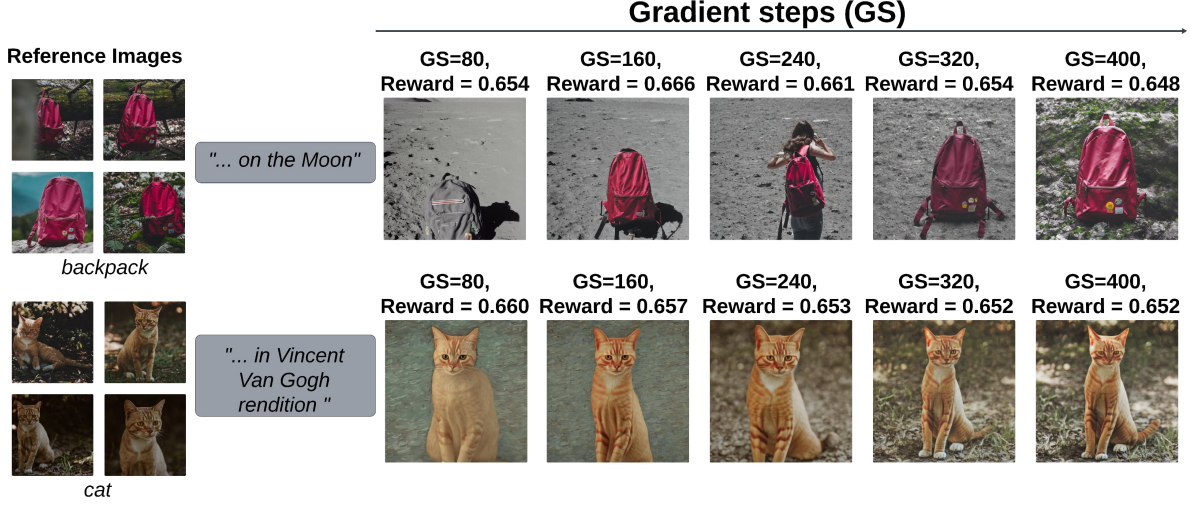 Gradient steps (GS)
Reference Images
GS=80,
Reward = 0.654
GS=160,
Reward = 0.666
GS=240,
Reward = 0.661
GS=320,
Reward = 0.654
GS=400,
Reward = 0.648
"... on the Moon"
backpack
GS=80,
Reward = 0.660
GS=160,
Reward = 0.657
GS=240,
Reward = 0.653
GS=320,
Reward = 0.652
GS=400,
Reward = 0.652
"... in Vincent
Van Gogh
rendition "
cat